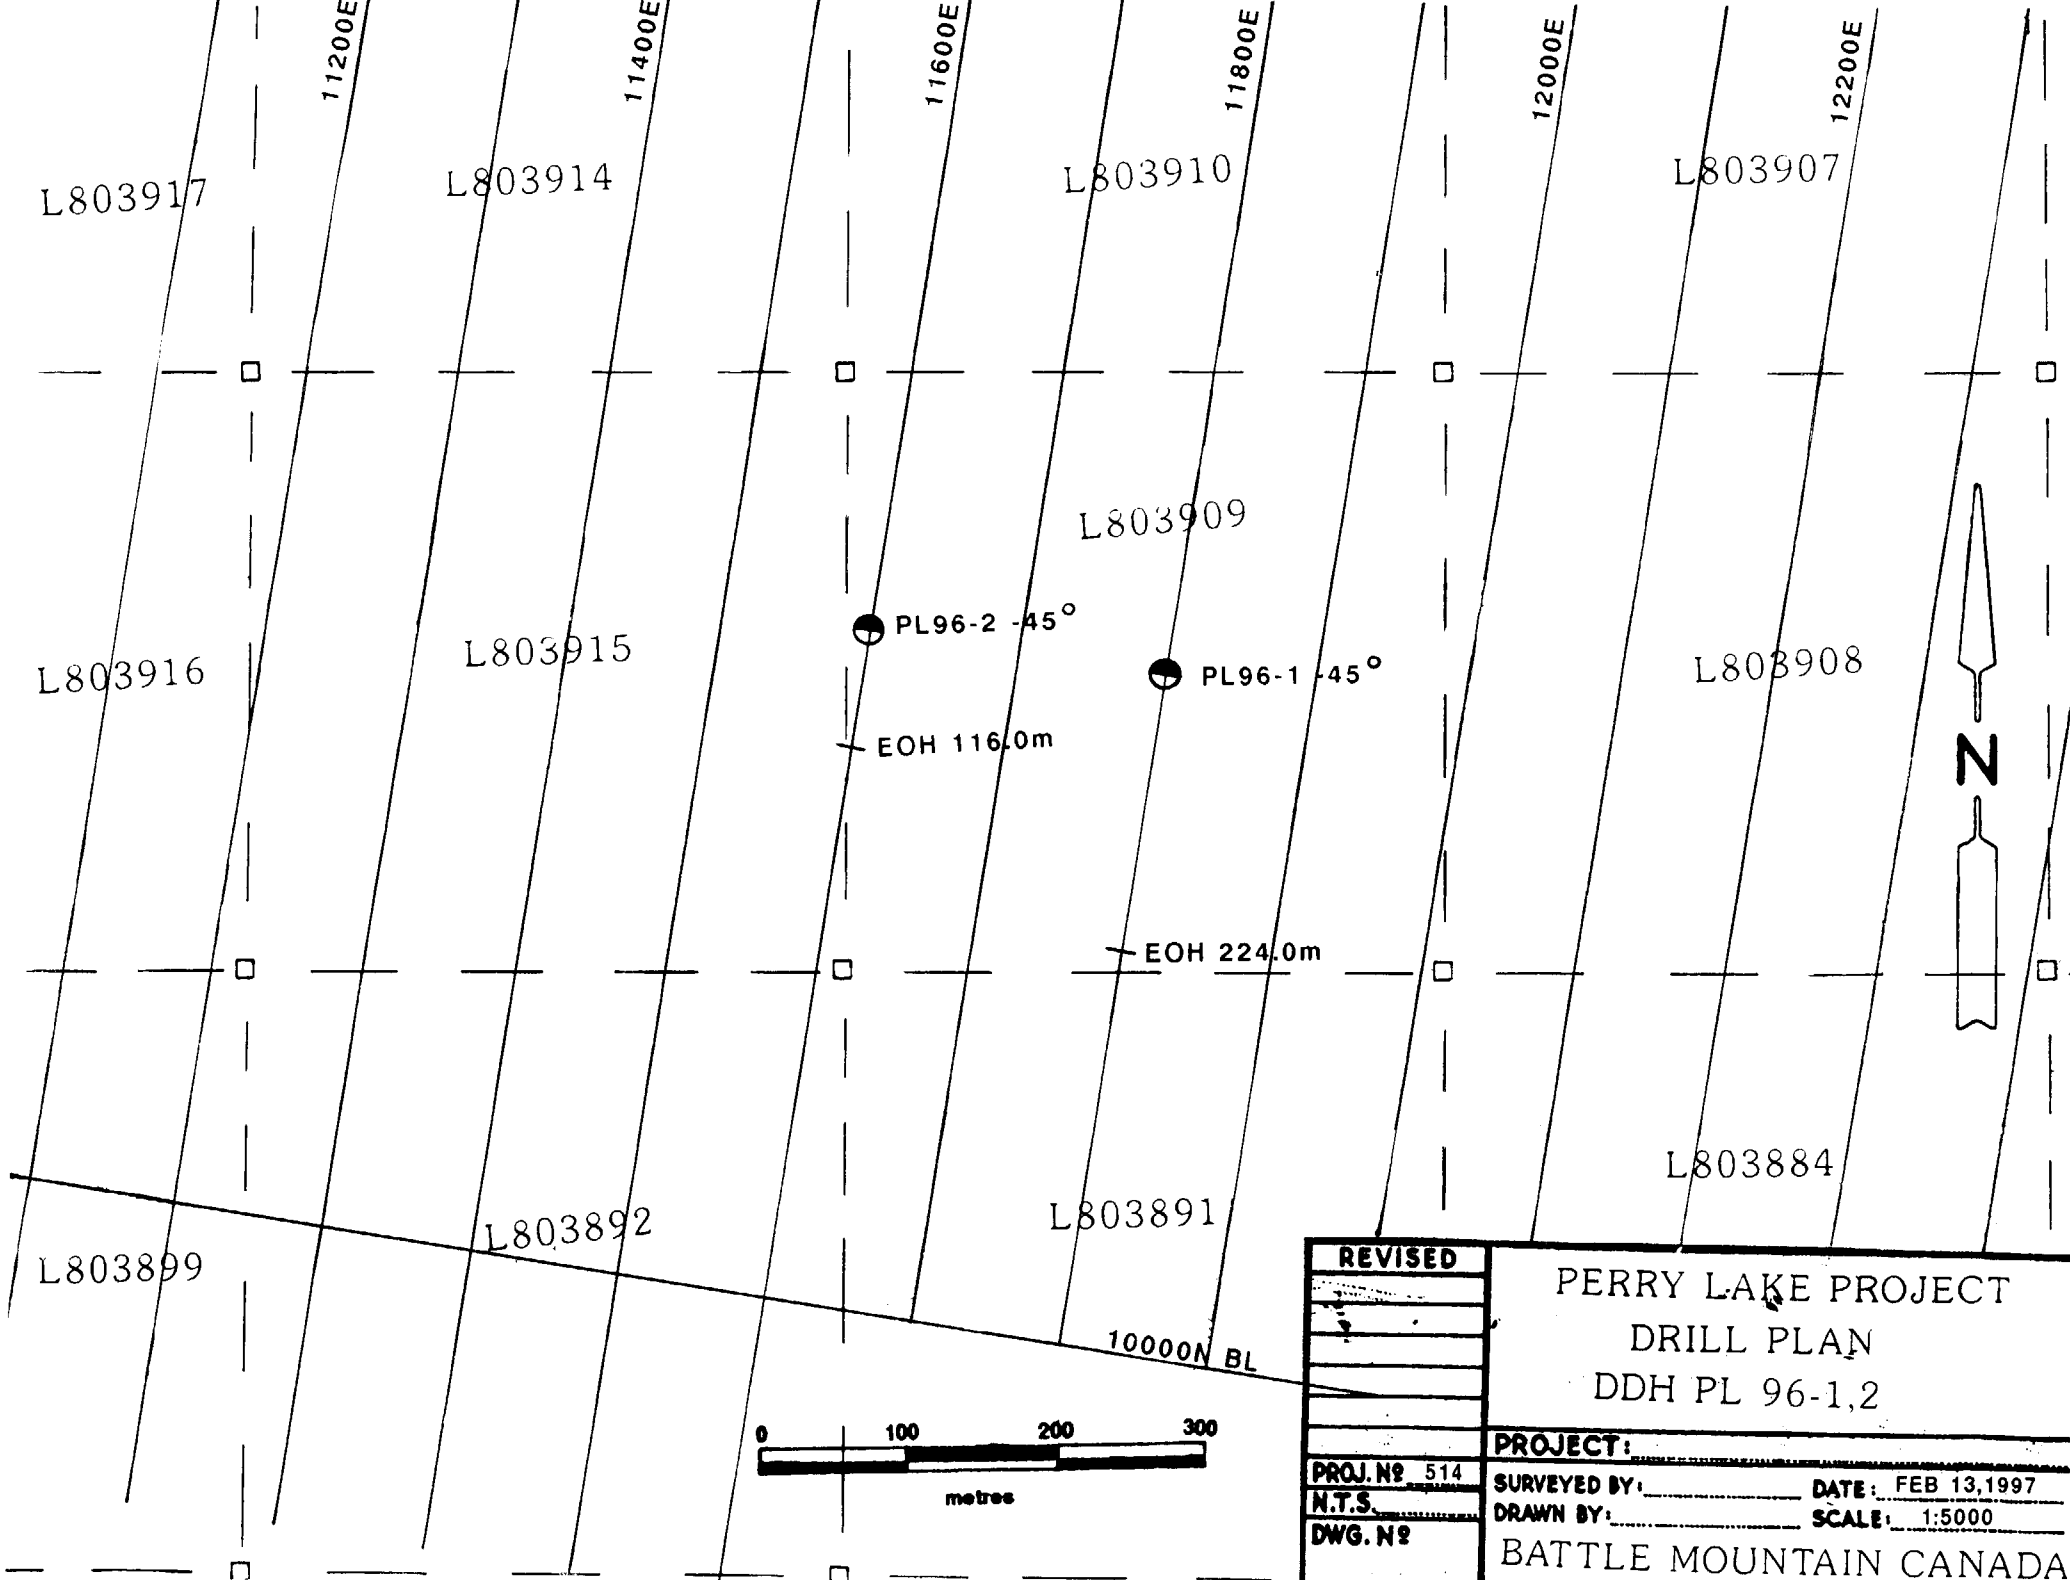 11200E
11400E
11600E
11800E
12000E
12200E
L803917
L803914
L803910
L803907
L803909
PL96-2 -45°
L803916
L803915
PL96-1 -45°
L803908
EOH 116.0m
N
EOH 224.0m
L803884
L803899
L803892
L803891
10000N BL
0 100 200 300
metres
REVISED
PERRY LAKE PROJECT
DRILL PLAN
DDH PL 96-1,2
PROJECT:
PROJ. Nº 514
SURVEYED BY: DATE: FEB 13,1997
N.T.S.
DRAWN BY: SCALE: 1:5000
DWG. Nº
BATTLE MOUNTAIN CANADA